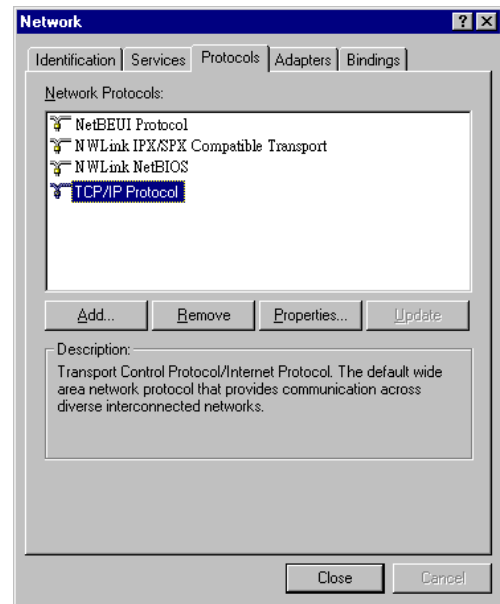 Network
Identification Services Protocols Adapters Bindings
Network Protocols:
NetBEUI Protocol
NWLink IPX/SPX Compatible Transport
NWLink NetBIOS
TCP/IP Protocol
Add... Remove Properties... Update
Description:
Transport Control Protocol/Internet Protocol. The default wide
area network protocol that provides communication across
diverse interconnected networks.
Close Cancel